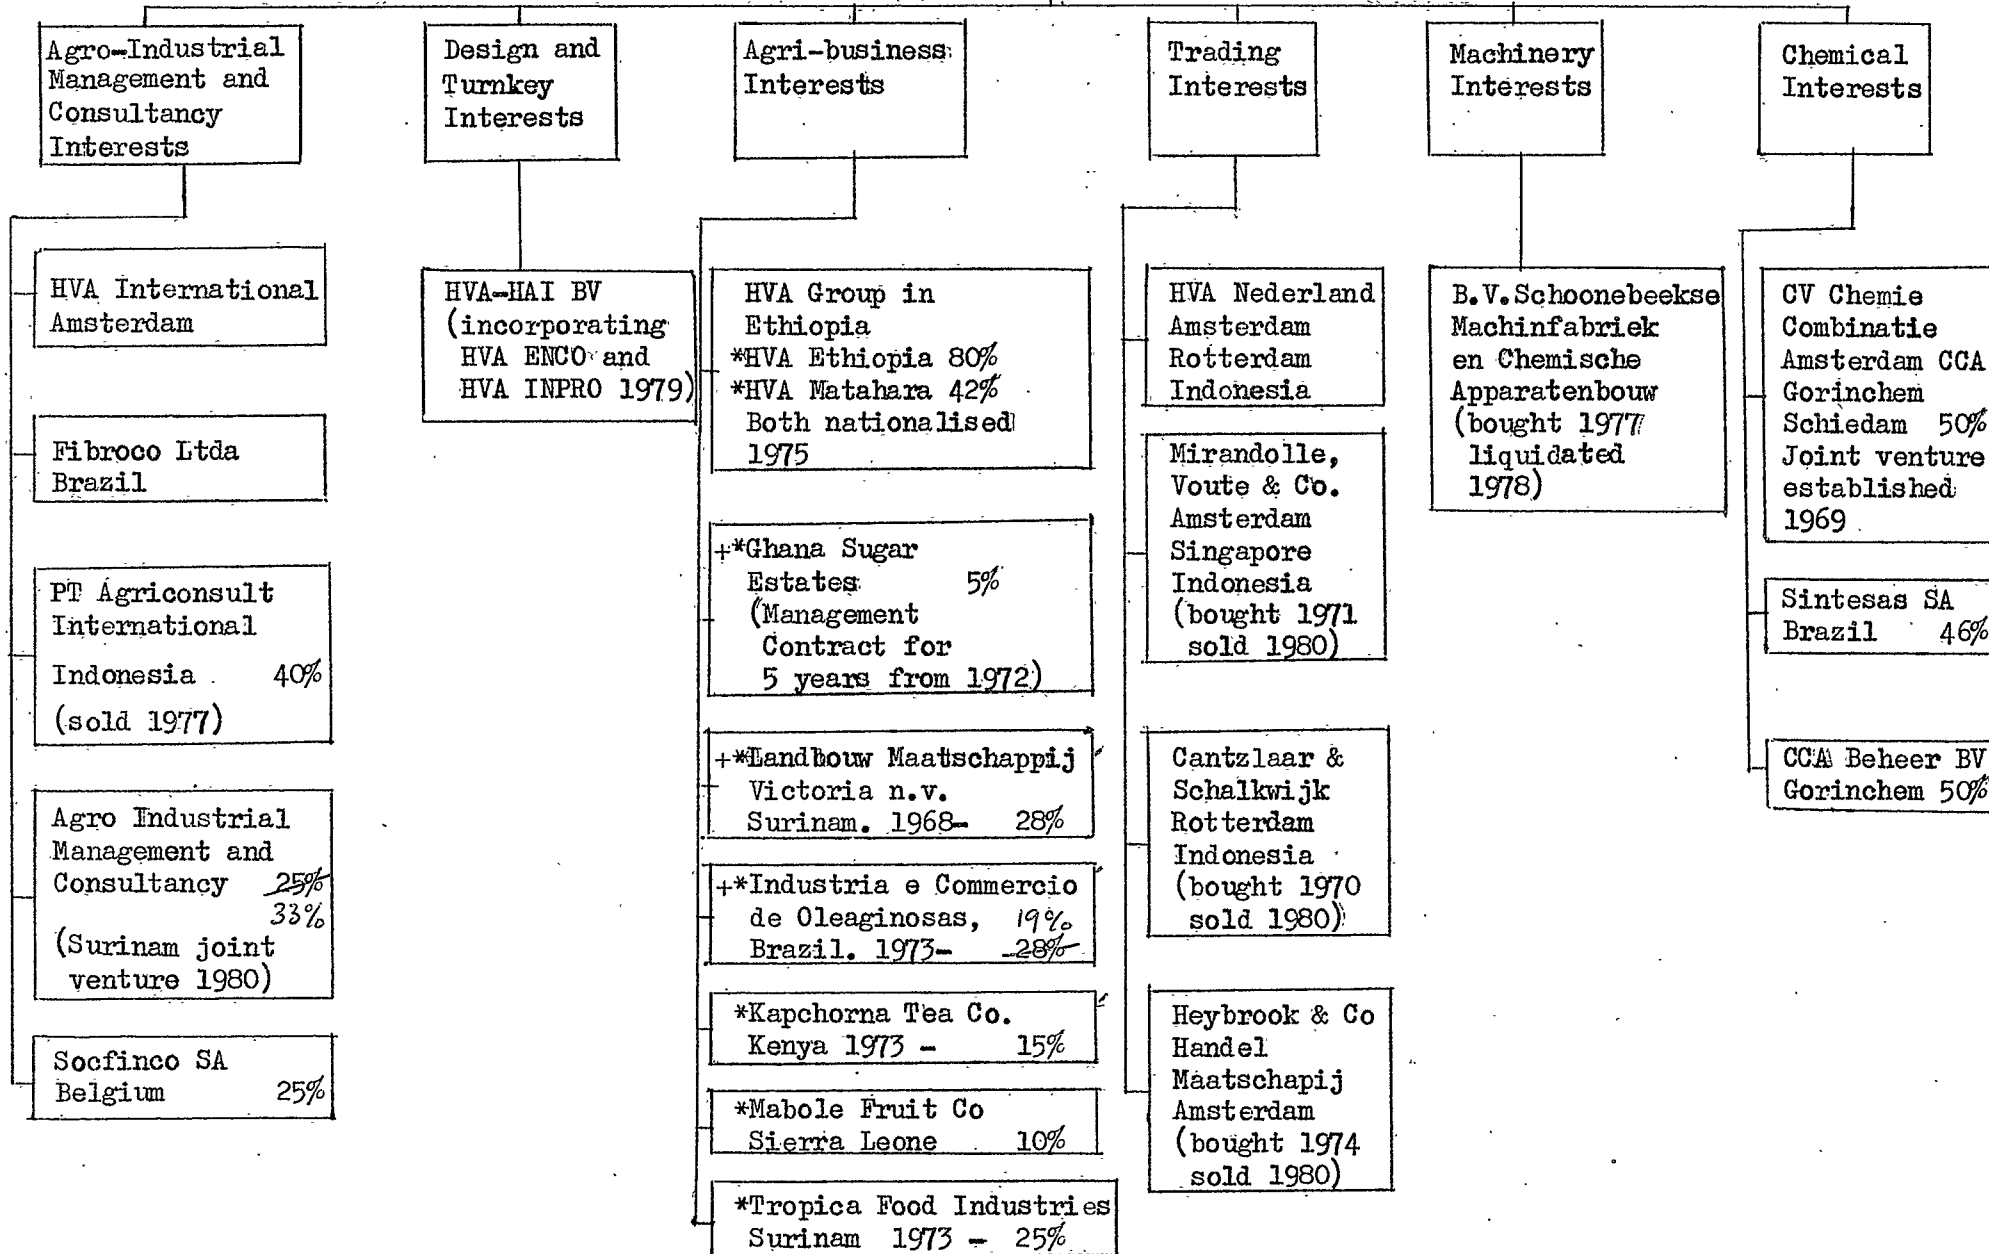 Agro-Industrial
Management and
Consultancy
Interests
Design and
Turnkey
Interests
Agri-business
Interests
Trading
Interests
Machinery
Interests
Chemical
Interests
HVA International
Amsterdam
Fibroco Ltda
Brazil
PT Agriconsult
International
Indonesia 40%
(sold 1977)
Agro Industrial
Management and
Consultancy 25%
33%
(Surinam joint
venture 1980)
Socfinco SA
Belgium 25%
HVA-HAI BV
(incorporating
HVA ENCO and
HVA INPRO 1979)
HVA Group in
Ethiopia
*HVA Ethiopia 80%
*HVA Matahara 42%
Both nationalised
1975
+*Ghana Sugar
Estates 5%
(Management
Contract for
5 years from 1972)
+*Landbouw Maatschappij
Victoria n.v.
Surinam. 1968- 28%
+*Industria e Commercio
de Oleaginosas, 19%
Brazil. 1973- 28%
*Kapchorna Tea Co.
Kenya 1973 - 15%
*Mabole Fruit Co
Sierra Leone 10%
*Tropica Food Industries
Surinam 1973 - 25%
HVA Nederland
Amsterdam
Rotterdam
Indonesia
Mirandolle,
Voute & Co.
Amsterdam
Singapore
Indonesia
(bought 1971
sold 1980)
Cantzlaar &
Schalkwijk
Rotterdam
Indonesia
(bought 1970
sold 1980)
Heybrook & Co
Handel
Maatschapij
Amsterdam
(bought 1974
sold 1980)
B.V.Schoonebeekse
Machinfabriek
en Chemische
Apparatenbouw
(bought 1977
liquidated
1978)
CV Chemie
Combinatie
Amsterdam CCA
Gorinchem
Schiedam 50%
Joint venture
established
1969
Sintesas SA
Brazil 46%
CCA Beheer BV
Gorinchem 50%